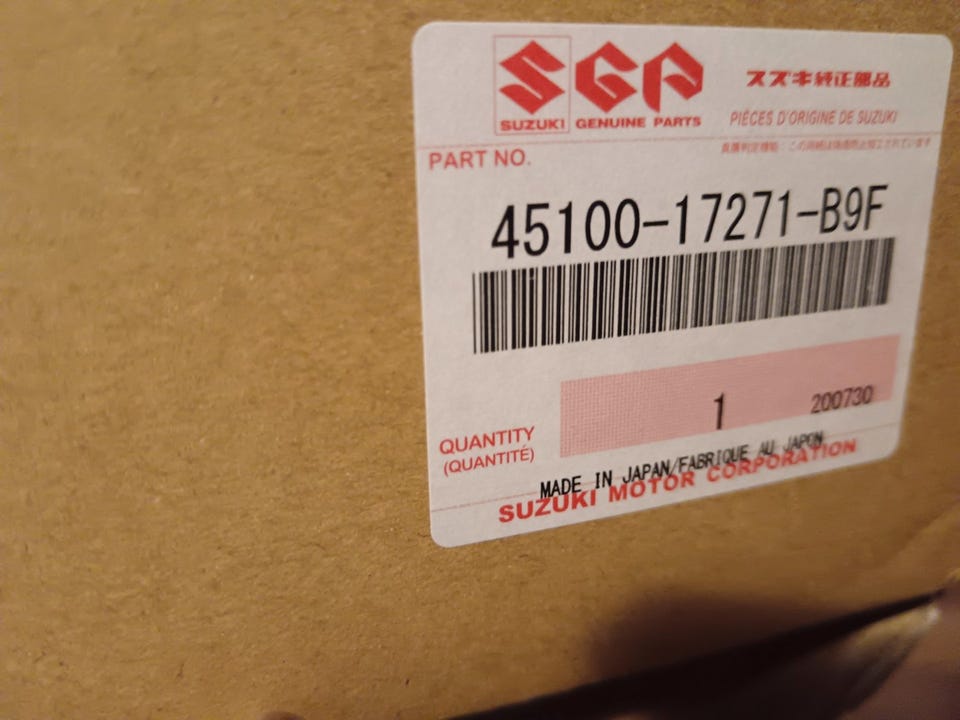 SGP
SUZUKI GENUINE PARTS
スズキ純正部品
PIÈCES D'ORIGINE DE SUZUKI
PART NO.
45100-17271-B9F
1
200730
QUANTITY
(QUANTITÉ)
MADE IN JAPAN/FABRIQUE AU JAPON
SUZUKI MOTOR CORPORATION